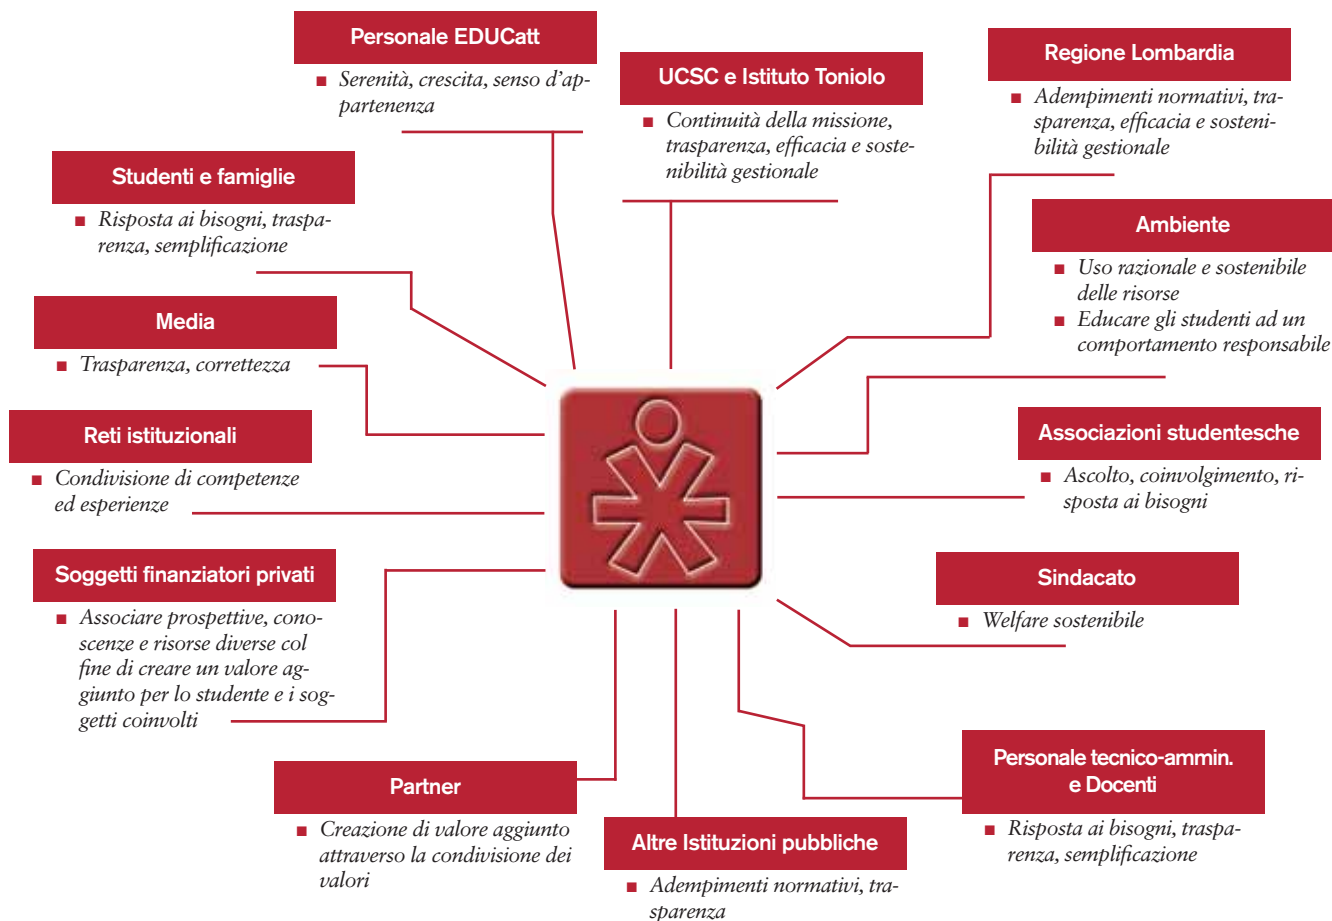 Personale EDUCatt
■ Serenità, crescita, senso d’ap-
partenenza
UCSC e Istituto Toniolo
■ Continuità della missione,
trasparenza, efficacia e soste-
nibilità gestionale
Regione Lombardia
■ Adempimenti normativi, tra-
sparenza, efficacia e sosteni-
bilità gestionale
Studenti e famiglie
■ Risposta ai bisogni, traspa-
renza, semplificazione
Ambiente
■ Uso razionale e sostenibile
delle risorse
■ Educare gli studenti ad un
comportamento responsabile
Media
■ Trasparenza, correttezza
Reti istituzionali
■ Condivisione di competenze
ed esperienze
Associazioni studentesche
■ Ascolto, coinvolgimento, ri-
sposta ai bisogni
Soggetti finanziatori privati
■ Associare prospettive, cono-
scenze e risorse diverse col
fine di creare un valore ag-
giunto per lo studente e i sog-
getti coinvolti
Sindacato
■ Welfare sostenibile
Partner
■ Creazione di valore aggiunto
attraverso la condivisione dei
valori
Altre Istituzioni pubbliche
■ Adempimenti normativi, tra-
sparenza
Personale tecnico-ammin.
e Docenti
■ Risposta ai bisogni, traspa-
renza, semplificazione